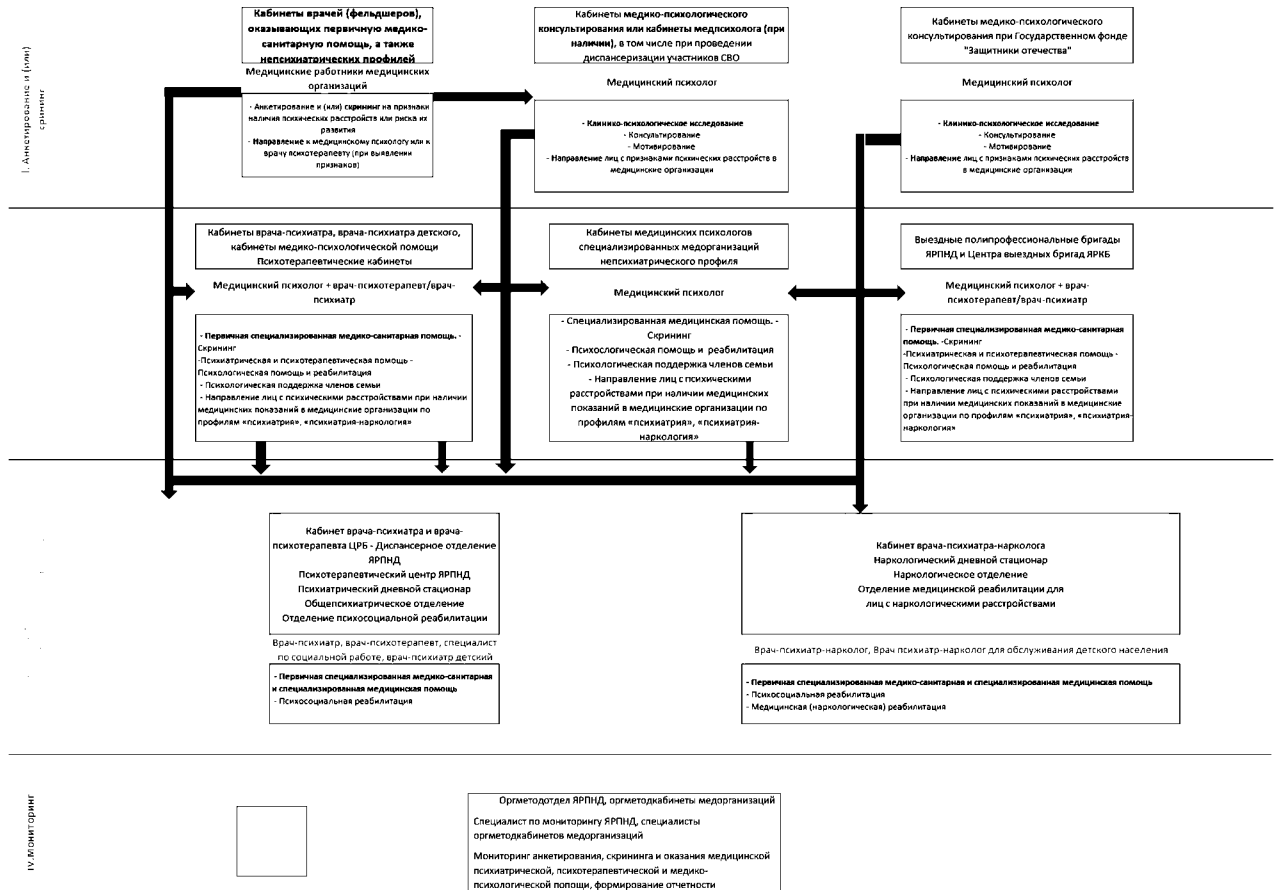 I. Анкетирование и (или)
срининг
Кабинеты врачей (фельдшеров),
оказывающих первичную медико-
санитарную помощь, а также
непсихиатрических профилей
Медицинские работники медицинских
организаций
- Анкетирование и (или) скрининг на признаки
наличия психических расстройств или риска их
развития
- Направление к медицинскому психологу или к
врачу психотерапевту (при выявлении
признаков)
Кабинеты медико-психологического
консультирования или кабинеты медпсихолога (при
наличии), в том числе при проведении
диспансеризации участников СВО
Медицинский психолог
- Клинико-психологическое исследование
- Консультирование
- Мотивирование
- Направление лиц с признаками психических расстройств в
медицинские организации
Кабинеты медико-психологического
консультирования при Государственном фонде
"Защитники отечества"
Медицинский психолог
- Клинико-психологическое исследование
- Консультирование
- Мотивирование
- Направление лиц с признаками психических расстройств
в медицинские организации
Кабинеты врача-психиатра, врача-психиатра детского,
кабинеты медико-психологической помощи
Психотерапевтические кабинеты
Медицинский психолог + врач-психотерапевт/врач-
психиатр
- Первичная специализированная медико-санитарная помощь. -
Скрининг
-Психиатрическая и психотерапевтическая помощь -
Психологическая помощь и реабилитация
- Психологическая поддержка членов семьи
- Направление лиц с психическими расстройствами при наличии
медицинских показаний в медицинские организации по
профилям «психиатрия», «психиатрия-наркология»
Кабинеты медицинских психологов
специализированных медорганизаций
непсихиатрического профиля
Медицинский психолог
- Специализированная медицинская помощь. -
Скрининг
- Психослогическая помощь и реабилитация
- Психологическая поддержка членов семьи
- Направление лиц с психическими
расстройствами при наличии медицинских
показаний в медицинские организации по
профилям «психиатрия», «психиатрия-
наркология»
Выездные полипрофессиональные бригады
ЯРПНД и Центра выездных бригад ЯРКБ
Медицинский психолог + врач-
психотерапевт/врач-психиатр
- Первичная специализированная медико-санитарная
помощь. -Скрининг
-Психиатрическая и психотерапевтическая помощь -
Психологическая помощь и реабилитация
- Психологическая поддержка членов семьи
- Направление лиц с психическими расстройствами
при наличии медицинских показаний в медицинские
организации по профилям «психиатрия», «психиатрия-
наркология»
Кабинет врача-психиатра и врача-
психотерапевта ЦРБ - Диспансерное отделение
ЯРПНД
Психотерапевтический центр ЯРПНД
Психиатрический дневной стационар
Общепсихиатрическое отделение
Отделение психосоциальной реабилитации
Врач-психиатр, врач-психотерапевт, специалист
по социальной работе, врач-психиатр детский
- Первичная специализированная медико-санитарная
и специализированная медицинская помощь
- Психосоциальная реабилитация
Кабинет врача-психиатра-нарколога
Наркологический дневной стационар
Наркологическое отделение
Отделение медицинской реабилитации для
лиц с наркологическими расстройствами
Врач-психиатр-нарколог, Врач психиатр-нарколог для обслуживания детского населения
- Первичная специализированная медико-санитарная и специализированная медицинская помощь
- Психосоциальная реабилитация
- Медицинская (наркологическая) реабилитация
IV.Мониторинг
Оргметодотдел ЯРПНД, оргметодкабинеты медорганизаций
Специалист по мониторингу ЯРПНД, специалисты
оргметодкабинетов медорганизаций
Мониторинг анкетирования, скрининга и оказания медицинской
психиатрической, психотерапевтической и медико-
психологической попощи, формирование отчетности